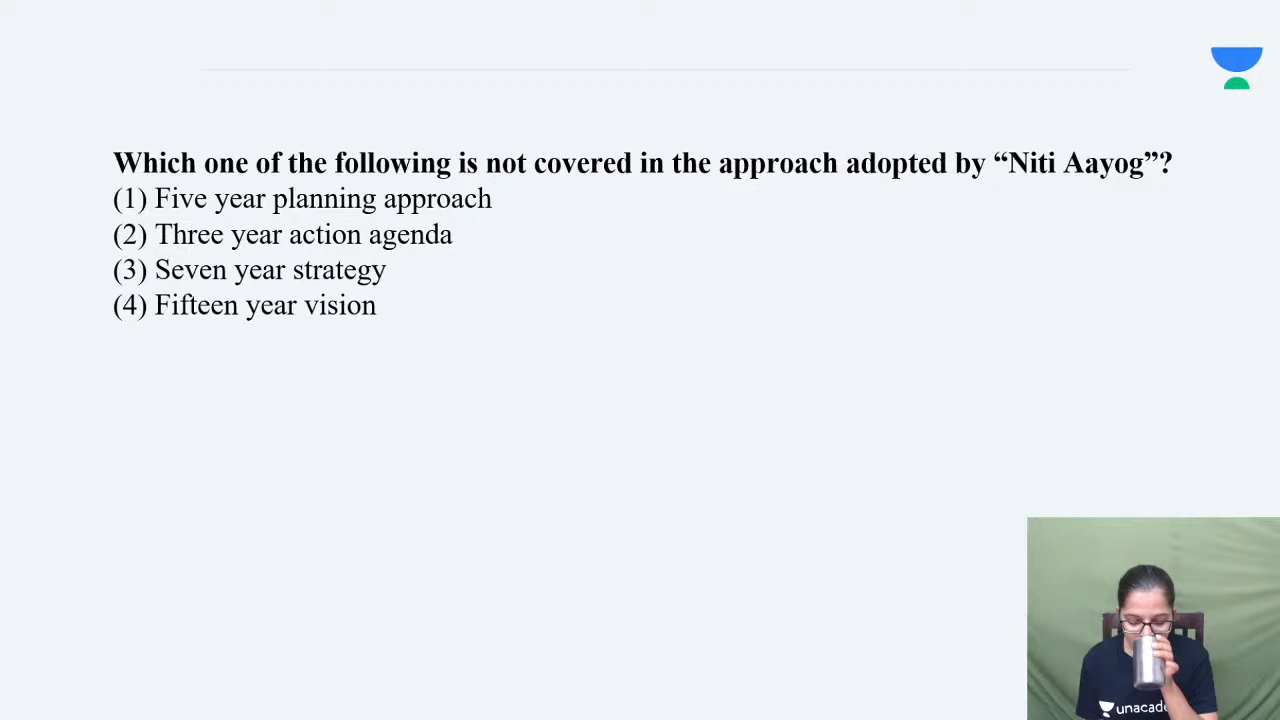 Which one of the following is not covered in the approach adopted by “Niti Aayog”?
(1) Five year planning approach
(2) Three year action agenda
(3) Seven year strategy
(4) Fifteen year vision
unacade